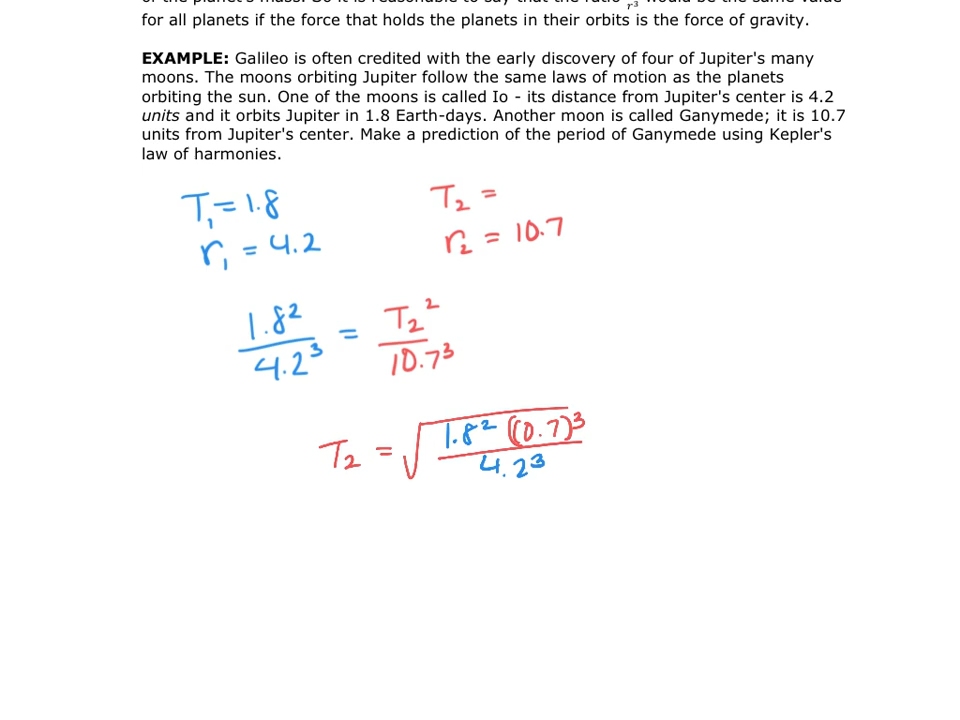 for all planets if the force that holds the planets in their orbits is the force of gravity.
EXAMPLE: Galileo is often credited with the early discovery of four of Jupiter's many
moons. The moons orbiting Jupiter follow the same laws of motion as the planets
orbiting the sun. One of the moons is called Io - its distance from Jupiter's center is 4.2
units and it orbits Jupiter in 1.8 Earth-days. Another moon is called Ganymede; it is 10.7
units from Jupiter's center. Make a prediction of the period of Ganymede using Kepler's
law of harmonies.
T₁ = 1.8 T₂ =
r₁ = 4.2 r₂ = 10.7
1.8² / 4.2³ = T₂² / 10.7³
T₂ = √(1.8² (10.7)³ / 4.2³)